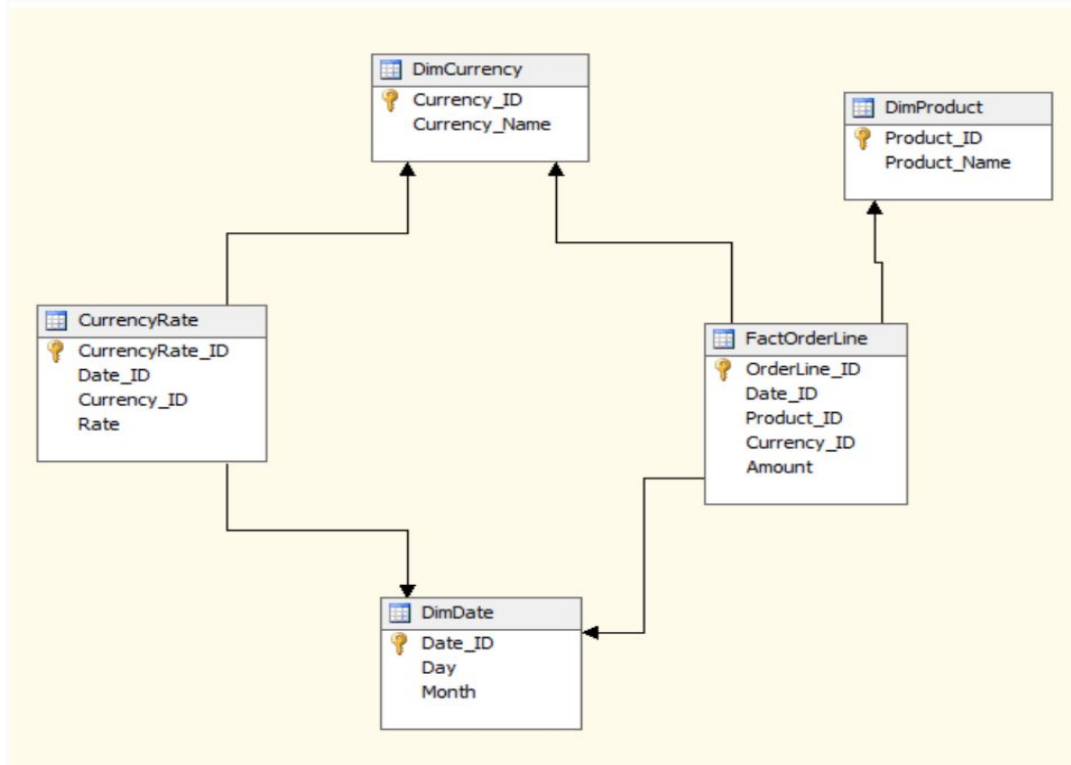 DimCurrency
Currency_ID
Currency_Name
DimProduct
Product_ID
Product_Name
CurrencyRate
CurrencyRate_ID
Date_ID
Currency_ID
Rate
FactOrderLine
OrderLine_ID
Date_ID
Product_ID
Currency_ID
Amount
DimDate
Date_ID
Day
Month